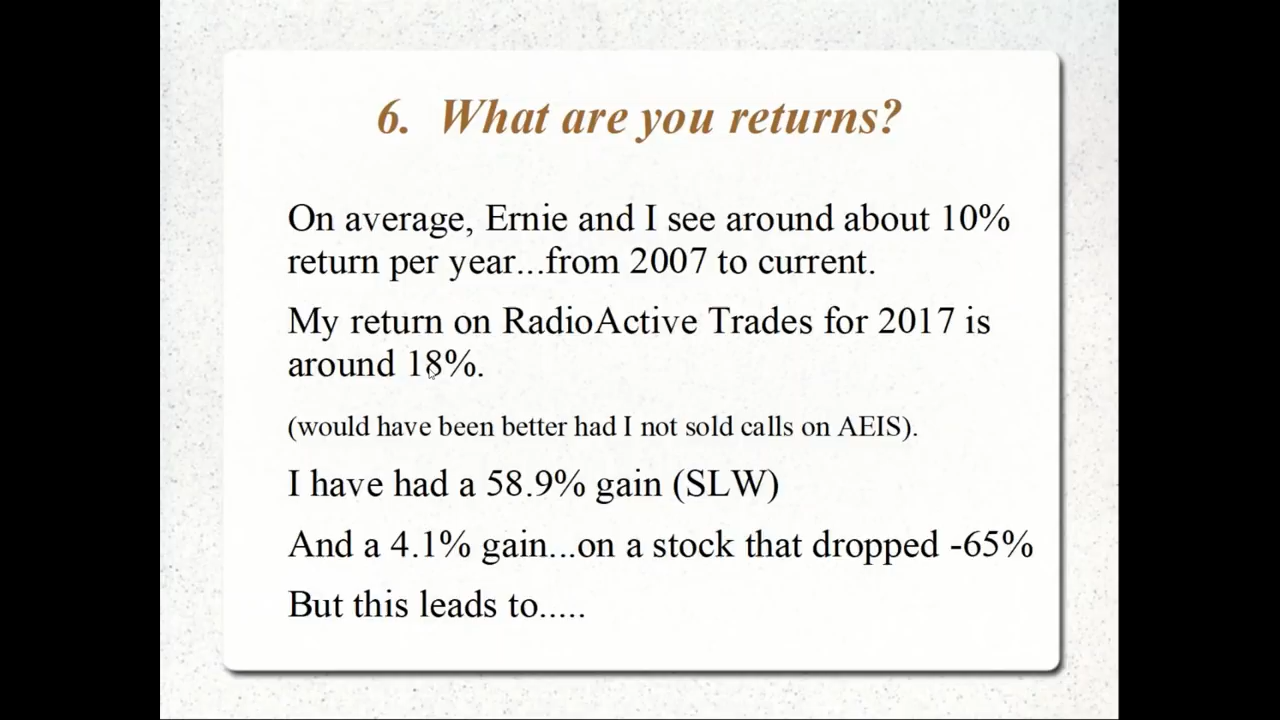 6. What are you returns?
On average, Ernie and I see around about 10%
return per year...from 2007 to current.
My return on RadioActive Trades for 2017 is
around 18%.
(would have been better had I not sold calls on AEIS).
I have had a 58.9% gain (SLW)
And a 4.1% gain...on a stock that dropped -65%
But this leads to.....